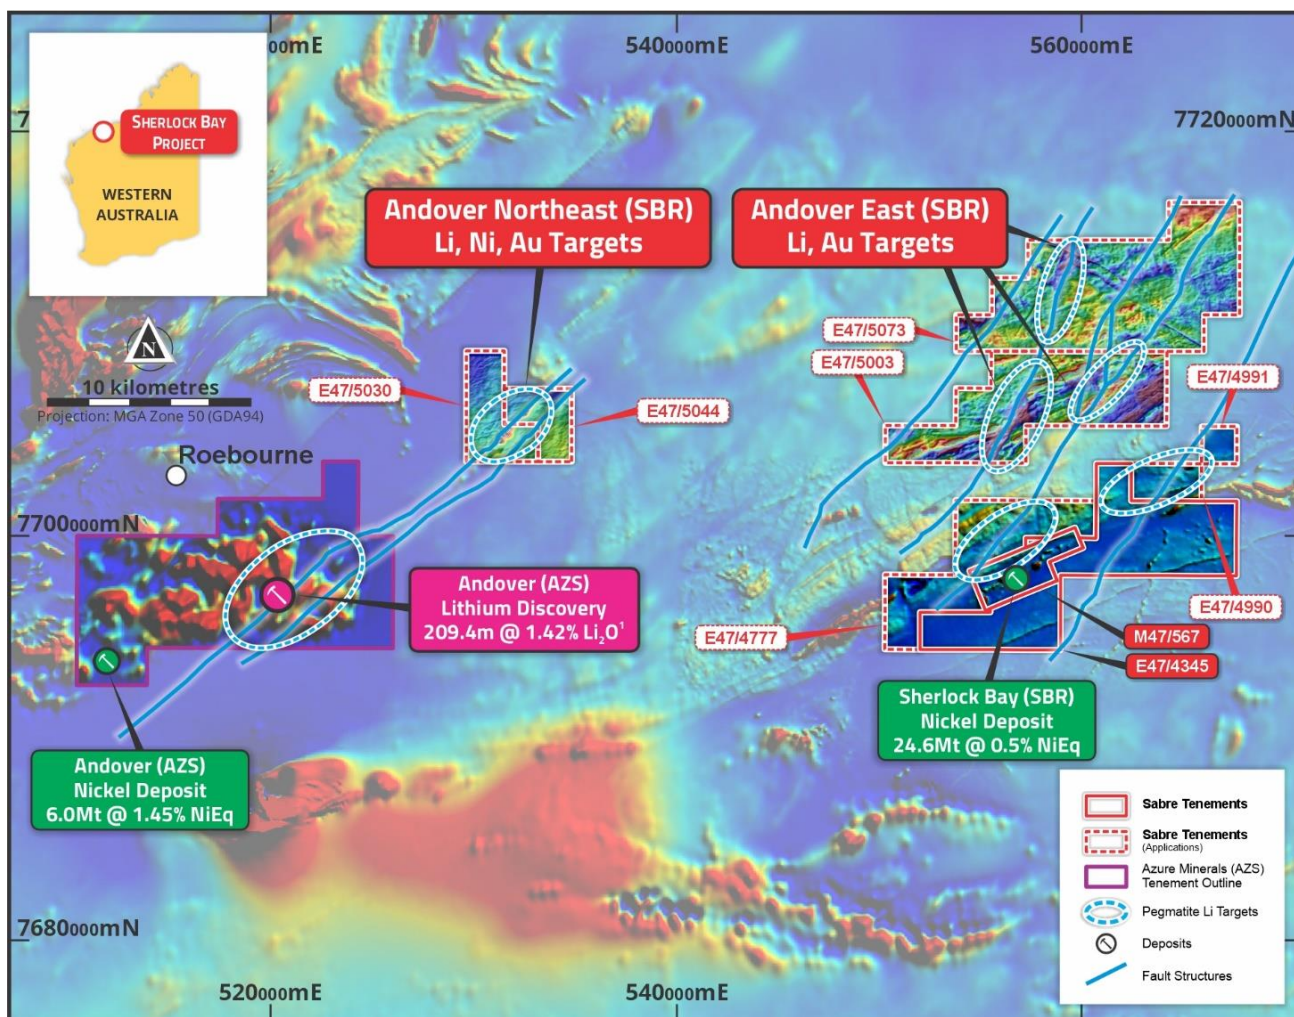 000mE
540000mE
560000mE
7720000mN
7
SHERLOCK BAY
PROJECT
WESTERN
AUSTRALIA
Andover Northeast (SBR)
Li, Ni, Au Targets
Andover East (SBR)
Li, Au Targets
E47/5073
E47/5003
E47/4991
N
10 kilometres
Projection: MGA Zone 50 (GDA94)
E47/5030
E47/5044
Roebourne
7700000mN
Andover (AZS)
Lithium Discovery
209.4m @ 1.42% Li₂O¹
E47/4777
E47/4990
M47/567
E47/4345
Sherlock Bay (SBR)
Nickel Deposit
24.6Mt @ 0.5% NiEq
Andover (AZS)
Nickel Deposit
6.0Mt @ 1.45% NiEq
Sabre Tenements
Sabre Tenements
(Applications)
Azure Minerals (AZS)
Tenement Outline
Pegmatite Li Targets
Deposits
Fault Structures
7680000mN
520000mE
540000mE
560